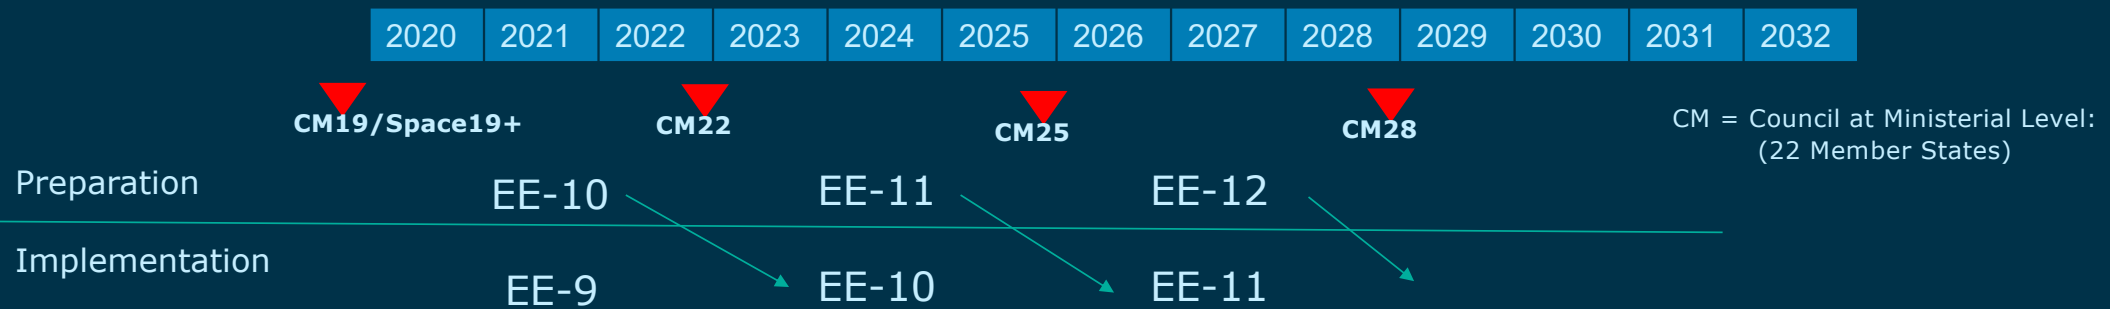 2020 2021 2022 2023 2024 2025 2026 2027 2028 2029 2030 2031 2032
CM19/Space19+ CM22 CM25 CM28
CM = Council at Ministerial Level:
(22 Member States)
Preparation EE-10 EE-11 EE-12
Implementation EE-9 EE-10 EE-11